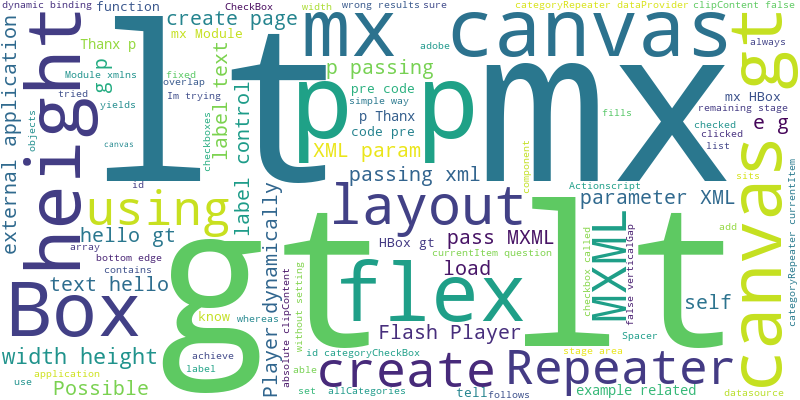 dynamic binding
function
CheckBox
width
wrong results
sure
categoryRepeater dataProvider
clipContent false
create page
mx
canvas
gt
adobe
always
Thanx p
mx Module
external application
height
g p
Module xmlns
fixed
tried
overlap
yields
Im trying
objects
canvas
label text
label control
checkboxes
lt
p passing
pre code
simple way
p Thanx
code pre
XML param
p p
mx
fills
checked
clicked
list
mx HBox
remaining stage
e g
id
array
using
passing xml
component
Actionscript
parameter XML
sits
canvas
categoryRepeater currentItem
hello gt
bottom edge
contains
text hello
Box
layout
HBox gt
pass MXML
currentItem question
load
flex
lt
MXML
checkbox called
false verticalGap
add
self
gt
know
whereas
Player dynamically
absolute clipContent
without setting
Flash Player
Spacer
width height
achieve
label
application
use
Possible
id categoryCheckBox
able
set
allCategories
create
tell
follows
Repeater
stage area
example related
datasource